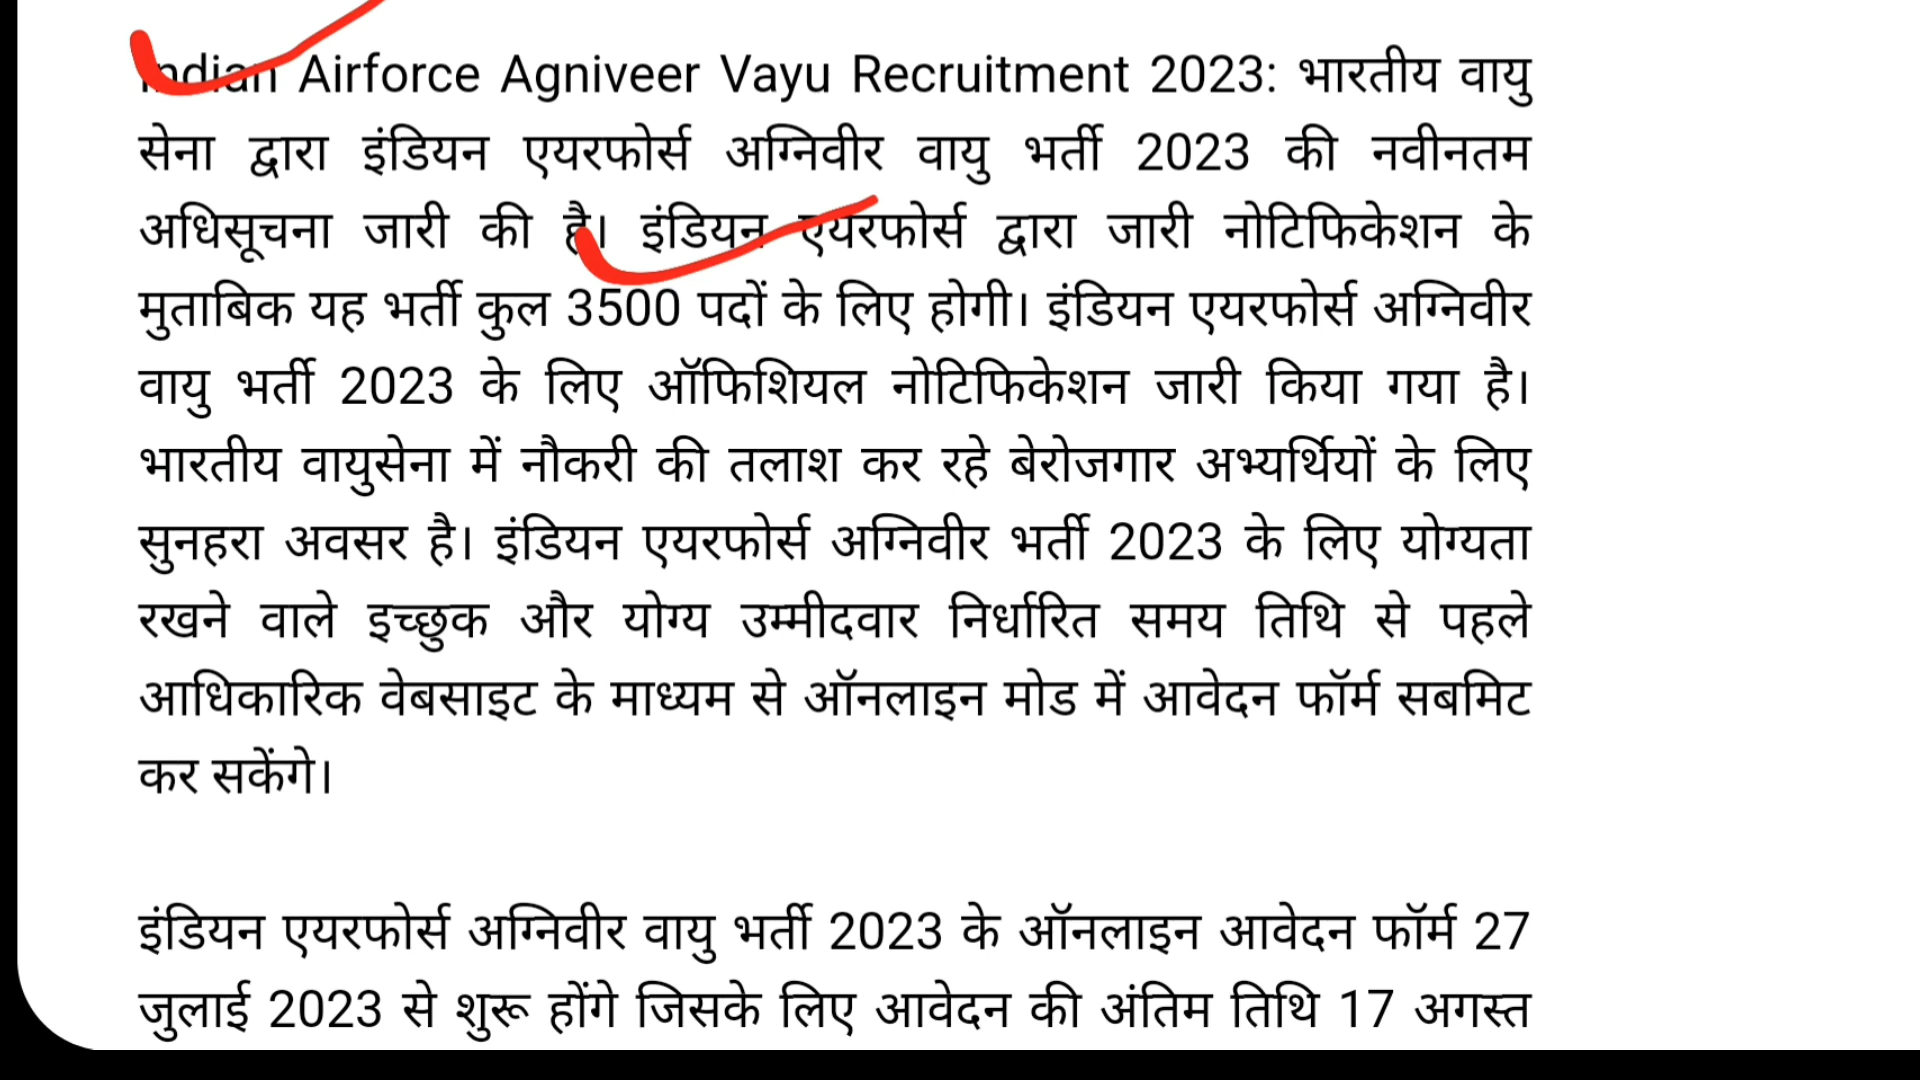 Indian Airforce Agniveer Vayu Recruitment 2023: भारतीय वायु
सेना द्वारा इंडियन एयरफोर्स अग्निवीर वायु भर्ती 2023 की नवीनतम
अधिसूचना जारी की है। इंडियन एयरफोर्स द्वारा जारी नोटिफिकेशन के
मुताबिक यह भर्ती कुल 3500 पदों के लिए होगी। इंडियन एयरफोर्स अग्निवीर
वायु भर्ती 2023 के लिए ऑफिशियल नोटिफिकेशन जारी किया गया है।
भारतीय वायुसेना में नौकरी की तलाश कर रहे बेरोजगार अभ्यर्थियों के लिए
सुनहरा अवसर है। इंडियन एयरफोर्स अग्निवीर भर्ती 2023 के लिए योग्यता
रखने वाले इच्छुक और योग्य उम्मीदवार निर्धारित समय तिथि से पहले
आधिकारिक वेबसाइट के माध्यम से ऑनलाइन मोड में आवेदन फॉर्म सबमिट
कर सकेंगे।
इंडियन एयरफोर्स अग्निवीर वायु भर्ती 2023 के ऑनलाइन आवेदन फॉर्म 27
जुलाई 2023 से शुरू होंगे जिसके लिए आवेदन की अंतिम तिथि 17 अगस्त